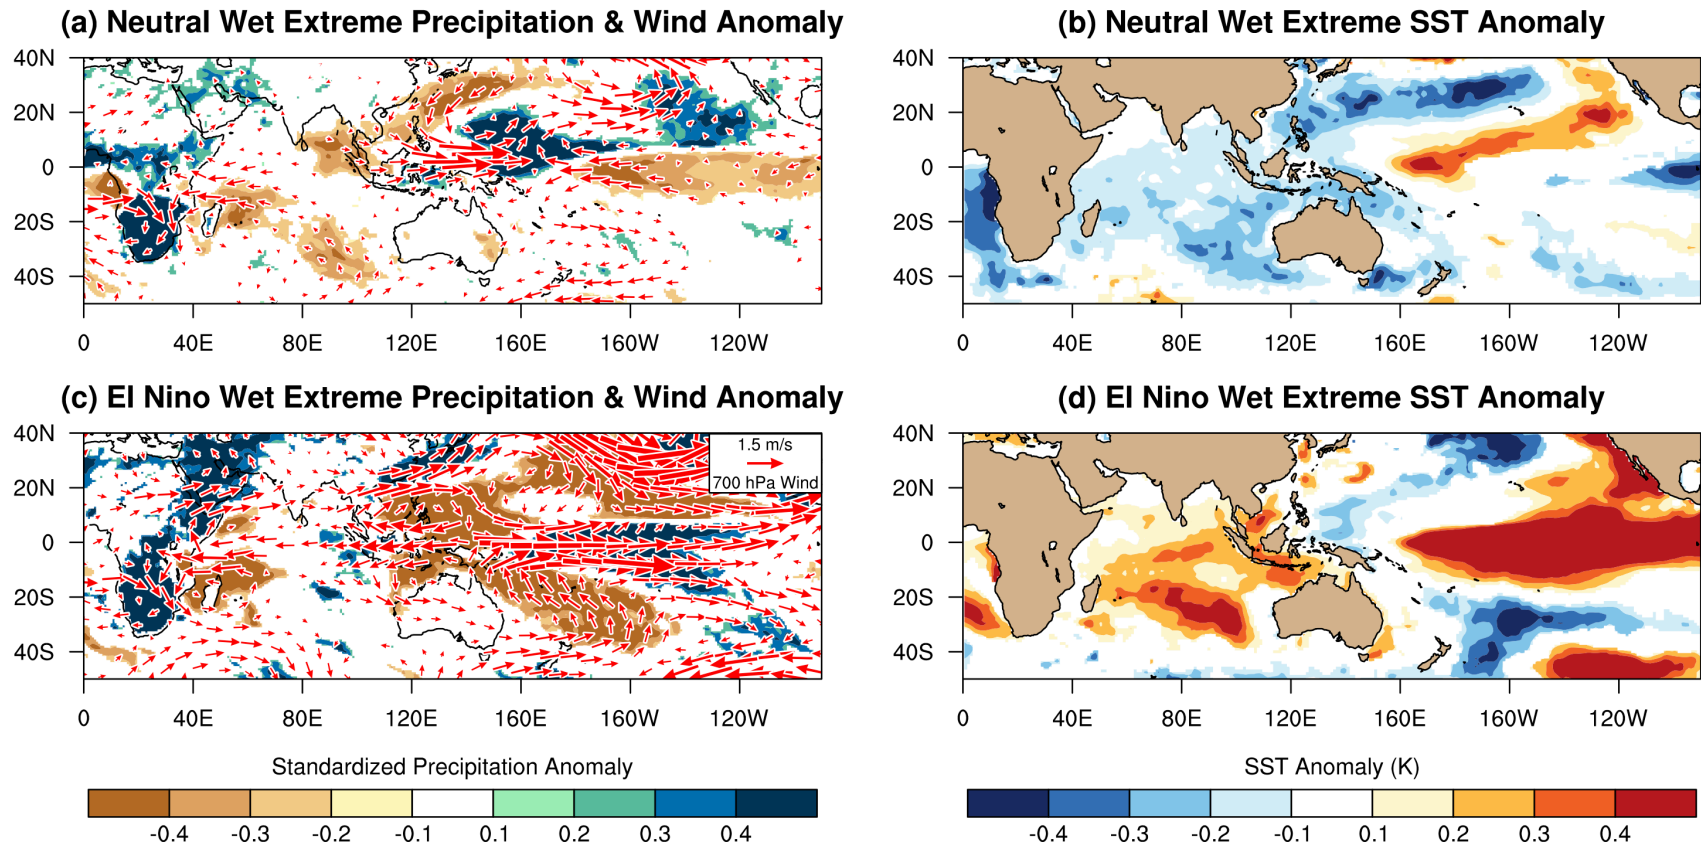 (a) Neutral Wet Extreme Precipitation & Wind Anomaly
(b) Neutral Wet Extreme SST Anomaly
40N
20N
0
20S
40S
0 40E 80E 120E 160E 160W 120W
40N
20N
0
20S
40S
0 40E 80E 120E 160E 160W 120W
(c) El Nino Wet Extreme Precipitation & Wind Anomaly
(d) El Nino Wet Extreme SST Anomaly
1.5 m/s
700 hPa Wind
40N
20N
0
20S
40S
0 40E 80E 120E 160E 160W 120W
40N
20N
0
20S
40S
0 40E 80E 120E 160E 160W 120W
Standardized Precipitation Anomaly
-0.4 -0.3 -0.2 -0.1 0.1 0.2 0.3 0.4
SST Anomaly (K)
-0.4 -0.3 -0.2 -0.1 0.1 0.2 0.3 0.4